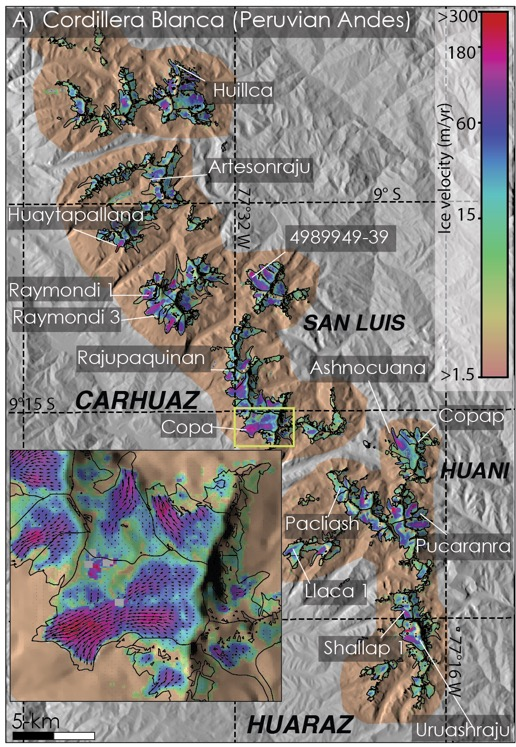 A) Cordillera Blanca (Peruvian Andes)
>300
180
60
15
>1.5
Ice velocity (m/yr)
Huillca
Artesonraju
9° S
77°32 W
Huaytapallana
4989949-39
Raymondi 1
Raymondi 3
SAN LUIS
Rajupaquinan
Ashnocuana
CARHUAZ
9°15 S
Copa
Copap
HUANI
Pacliash
Pucaranra
Llaca 1
Shallap 1
77°16 W
Uruashraju
5-km
HUARAZ